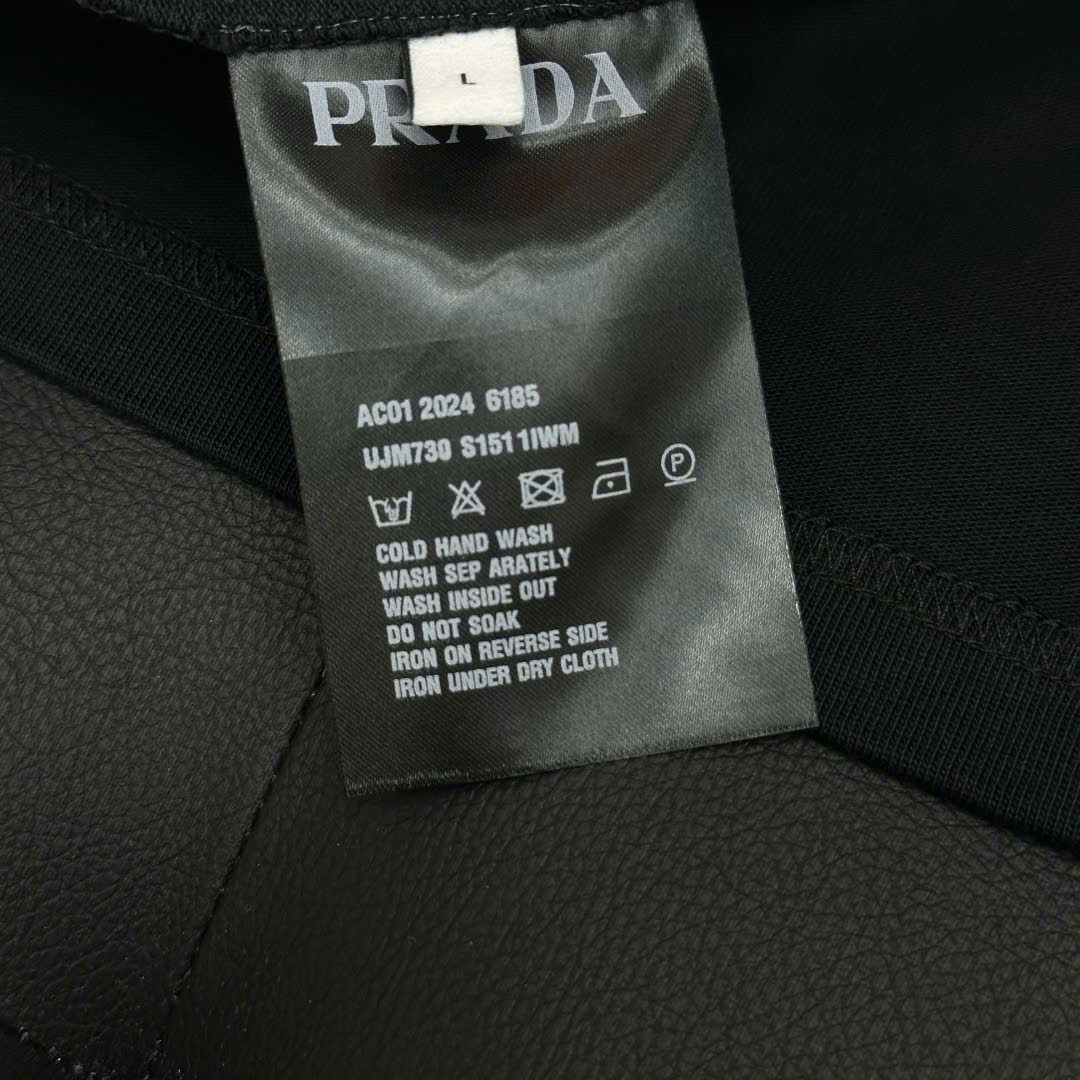 PRADA
L
AC01 2024 6185
UJM730 S151 1IWM
P
COLD HAND WASH
WASH SEP ARATELY
WASH INSIDE OUT
DO NOT SOAK
IRON ON REVERSE SIDE
IRON UNDER DRY CLOTH